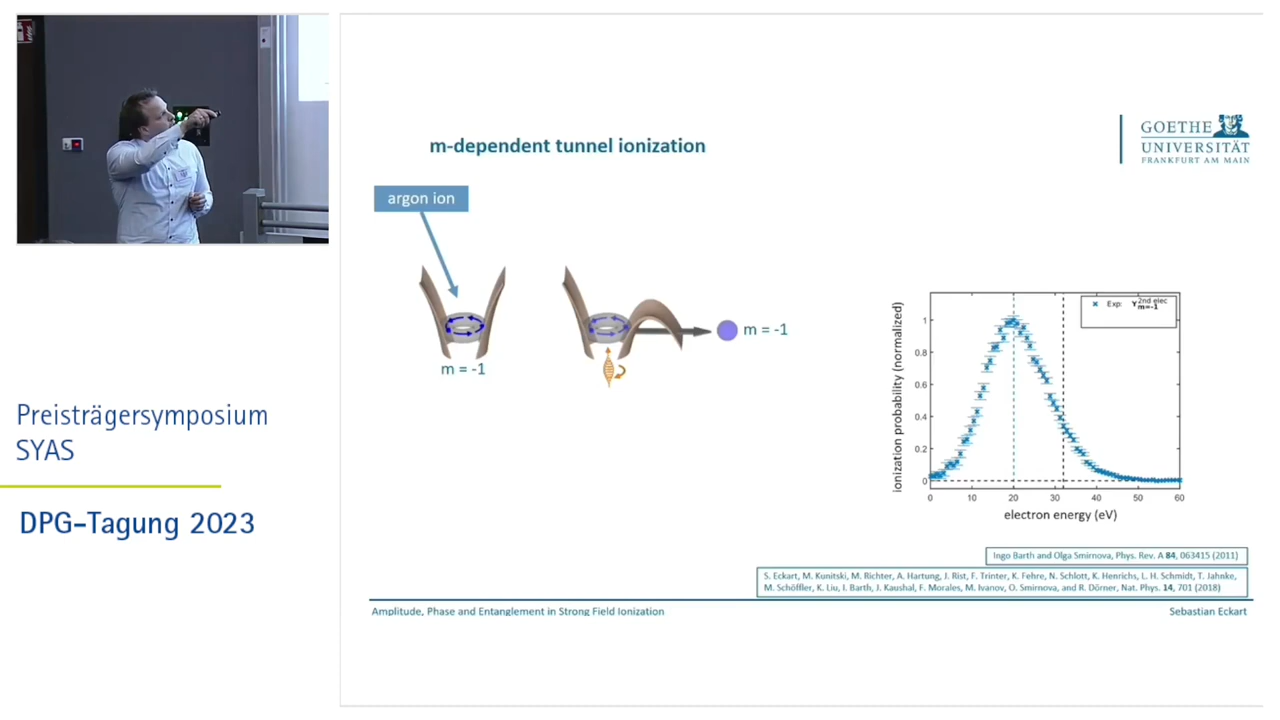 m-dependent tunnel ionization
GOETHE
UNIVERSITÄT
FRANKFURT AM MAIN
argon ion
m = -1
m = -1
Exp: Y 2nd elec m=-1
ionization probability (normalized)
1
0.8
0.6
0.4
0.2
0
0 10 20 30 40 50 60
electron energy (eV)
Preisträgersymposium
SYAS
DPG-Tagung 2023
Ingo Barth and Olga Smirnova, Phys. Rev. A 84, 063415 (2011)
S. Eckart, M. Kunitski, M. Richter, A. Hartung, J. Rist, F. Trinter, K. Fehre, N. Schlott, K. Henrichs, L. H. Schmidt, T. Jahnke,
M. Schöffler, K. Liu, I. Barth, J. Kaushal, F. Morales, M. Ivanov, O. Smirnova, and R. Dörner, Nat. Phys. 14, 701 (2018)
Amplitude, Phase and Entanglement in Strong Field Ionization
Sebastian Eckart